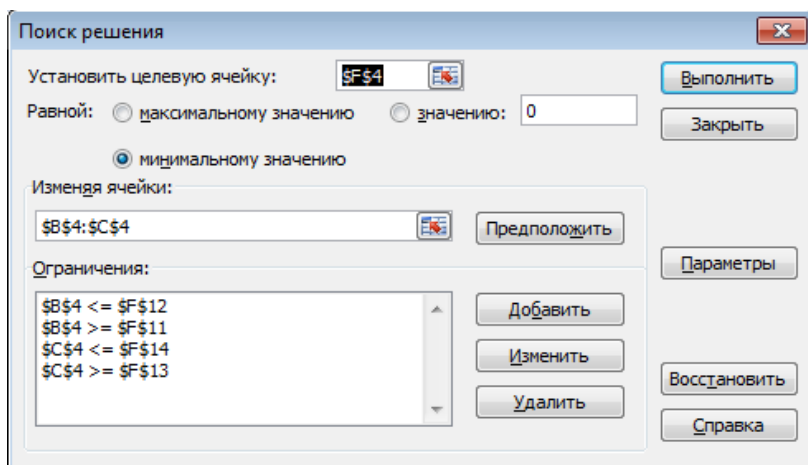 Поиск решения
Установить целевую ячейку: $F$4
Выполнить
Равной: максимальному значению значению: 0
Закрыть
минимальному значению
Изменяя ячейки:
$B$4:$C$4 Предположить
Параметры
Ограничения:
$B$4 <= $F$12
$B$4 >= $F$11
$C$4 <= $F$14
$C$4 >= $F$13
Добавить
Изменить
Удалить
Восстановить
Справка